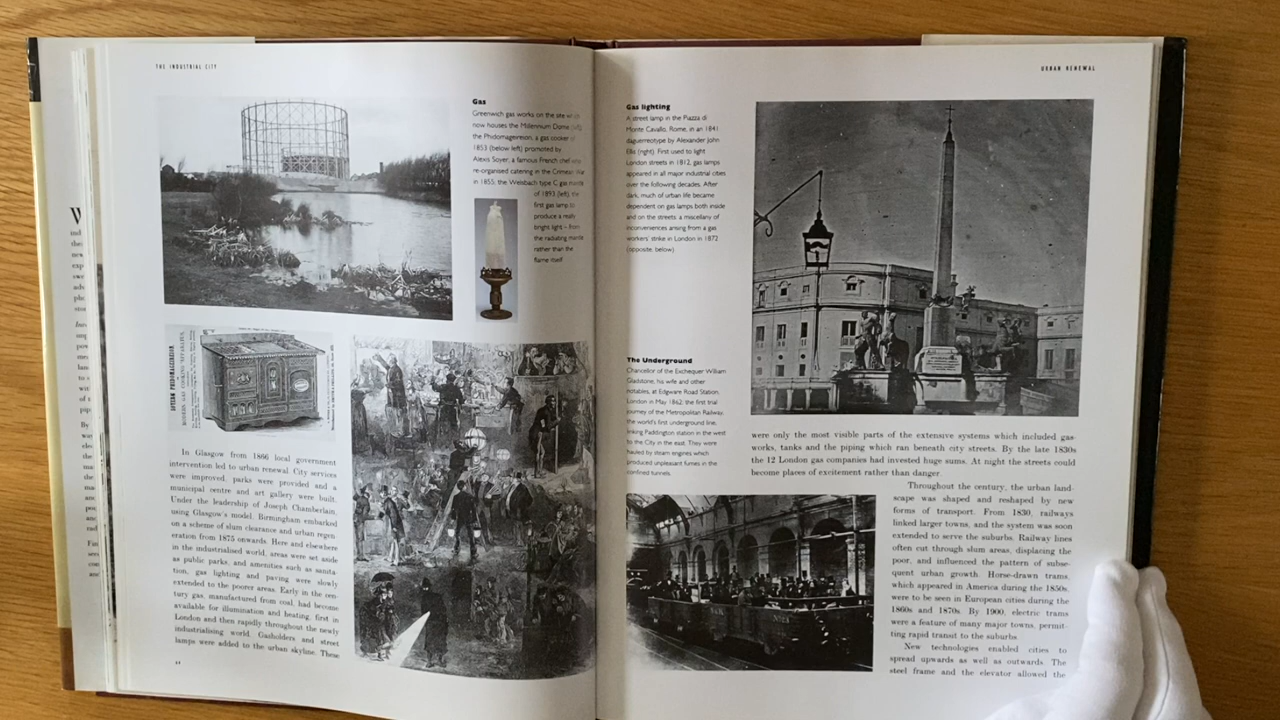 THE INDUSTRIAL CITY
Gas
Greenwich gas works on the site
now houses the Millennium Dome
the Phidomageireion, a gas cooker
1853 (below left) promoted by
Alexis Soyer, a famous French chef
re-organised catering in the Crimean
in 1855; the Welsbach type C gas mantle
of 1893 (left), the
first gas lamp to
produce a really
bright light – from
the radiating mantle
rather than the
flame itself
In Glasgow from 1866 local government
intervention led to urban renewal. City services
were improved, parks were provided and a
municipal centre and art gallery were built.
Under the leadership of Joseph Chamberlain,
using Glasgow's model, Birmingham embarked
on a scheme of slum clearance and urban regen-
eration from 1875 onwards. Here and elsewhere
in the industrialised world, areas were set aside
as public parks, and amenities such as sanita-
tion, gas lighting and paving were slowly
extended to the poorer areas. Early in the cen-
tury gas, manufactured from coal, had become
available for illumination and heating, first in
London and then rapidly throughout the newly
industrialising world. Gasholders and street
lamps were added to the urban skyline. These
URBAN RENEWAL
Gas lighting
A street lamp in the Piazza di
Monte Cavallo, Rome, in an 1841
daguerreotype by Alexander John
Ellis (right). First used to light
London streets in 1812, gas lamps
appeared in all major industrial cities
over the following decades. After
dark, much of urban life became
dependent on gas lamps both inside
and on the streets: a miscellany of
inconveniences arising from a gas
workers' strike in London in 1872
(opposite, below).
The Underground
Chancellor of the Exchequer William
Gladstone, his wife and other
notables, at Edgware Road Station,
London in May 1862: the first trial
journey of the Metropolitan Railway,
the world's first underground line,
linking Paddington station in the west
to the City in the east. They were
hauled by steam engines which
produced unpleasant fumes in the
confined tunnels.
were only the most visible parts of the extensive systems which included gas-
works, tanks and the piping which ran beneath city streets. By the late 1830s
the 12 London gas companies had invested huge sums. At night the streets could
become places of excitement rather than danger.
Throughout the century, the urban land-
scape was shaped and reshaped by new
forms of transport. From 1830, railways
linked larger towns, and the system was soon
extended to serve the suburbs. Railway lines
often cut through slum areas, displacing the
poor, and influenced the pattern of subse-
quent urban growth. Horse-drawn trams,
which appeared in America during the 1850s,
were to be seen in European cities during the
1860s and 1870s. By 1900, electric trams
were a feature of many major towns, permit-
ting rapid transit to the suburbs.
New technologies enabled cities to
spread upwards as well as outwards. The
steel frame and the elevator allowed the